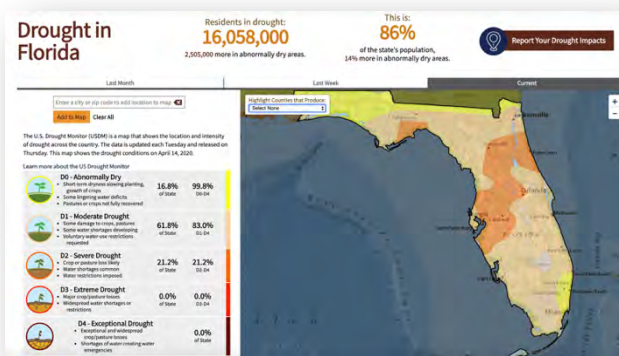 Drought in
Florida
Residents in drought:
16,058,000
2,505,000 more in abnormally dry areas.
This is:
86%
of the state's population,
14% more in abnormally dry areas.
Report Your Drought Impacts
Last Month
Last Week
Current
Enter a city or zip code to add location to map
Add to Map
Clear All
The U.S. Drought Monitor (USDM) is a map that shows the location and intensity
of drought across the country. The data is updated each Tuesday and released on
Thursday. This map shows the drought conditions on April 14, 2020.
Learn more about the US Drought Monitor
D0 - Abnormally Dry
• Short term dryness slowing planting,
growth of crops
• Some lingering water deficits
• Pastures or crops not fully recovered
16.8%
of State
99.8%
D0-D4
D1 - Moderate Drought
• Some damage to crops, pastures
• Some water shortages developing
• Voluntary water use restrictions
requested
61.8%
of State
83.0%
D1-D4
D2 - Severe Drought
• Crop or pasture loss likely
• Water shortages common
• Water restrictions imposed
21.2%
of State
21.2%
D2-D4
D3 - Extreme Drought
• Major crop/pasture losses
• Widespread water shortages or
restrictions
0.0%
of State
0.0%
D3-D4
D4 - Exceptional Drought
• Exceptional and widespread
crop/pasture losses
• Shortages of water creating water
emergencies
0.0%
of State
Highlight Counties that Produce:
Select None
+
−
Orlando